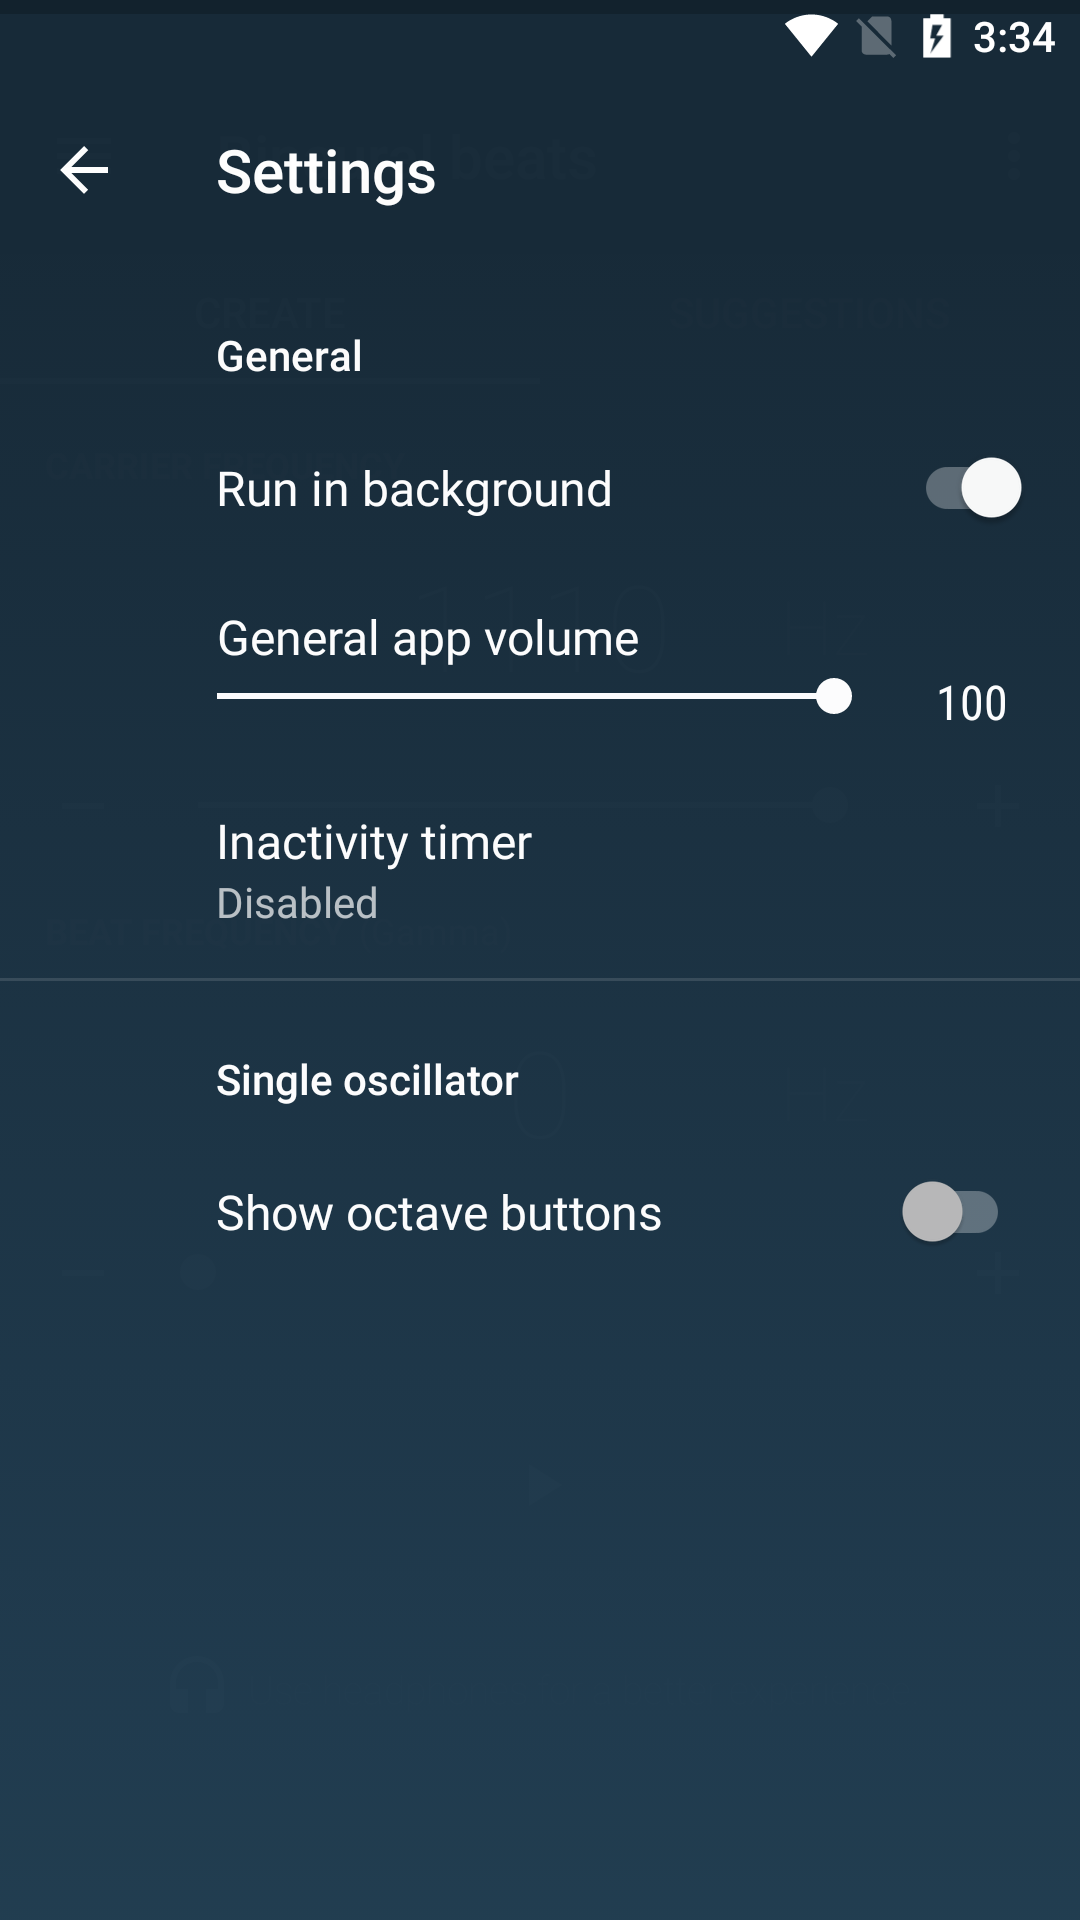 3:34
Settings
General
Run in background
General app volume
100
Inactivity timer
Disabled
Single oscillator
Show octave buttons